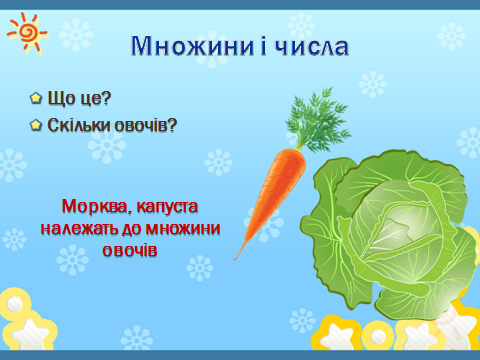 Множини і числа
Що це?
Скільки овочів?
Морква, капуста
належать до множини
овочів